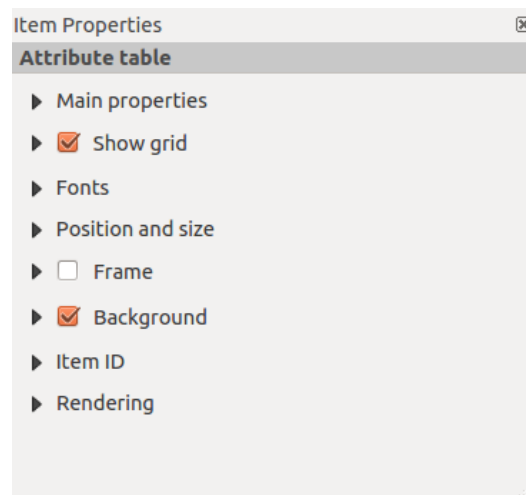 Item Properties
Attribute table
Main properties
Show grid
Fonts
Position and size
Frame
Background
Item ID
Rendering